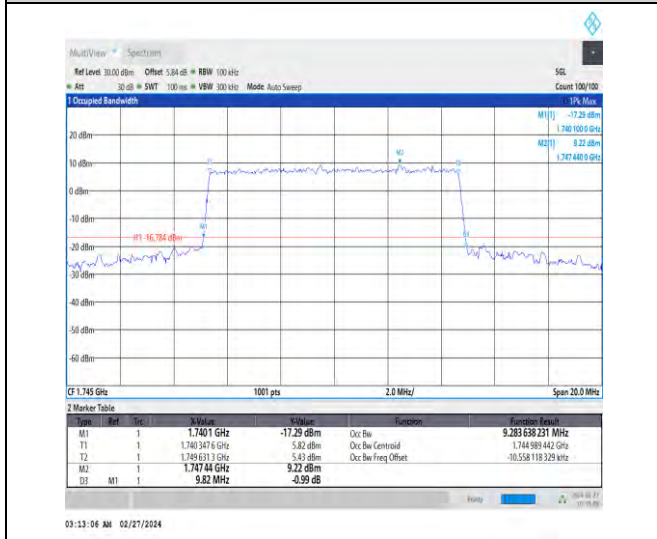 MultiView Spectrum
Ref Level 30.00 dBm Offset 5.84 dB RBW 100 kHz SGL
Att 30 dB SWT 100 ms VBW 300 kHz Mode Auto Sweep Count 100/100
1 Occupied Bandwidth 1Pk Max
M1[1] -17.29 dBm
1.740 100 0 GHz
M2[1] 9.22 dBm
1.747 440 0 GHz
20 dBm
M2
T1
10 dBm
0 dBm
-10 dBm
M1
H1 -16.784 dBm
-20 dBm
-30 dBm
-40 dBm
-50 dBm
-60 dBm
CF 1.745 GHz 1001 pts 2.0 MHz/ Span 20.0 MHz
2 Marker Table
Type Ref Trc X-Value Y-Value Function Function Result
M1 1 1.7401 GHz -17.29 dBm Occ Bw 9.283 638 231 MHz
T1 1 1.740 347 6 GHz 5.82 dBm Occ Bw Centroid 1.744 989 442 GHz
T2 1 1.749 631 3 GHz 5.43 dBm Occ Bw Freq Offset -10.558 118 329 kHz
M2 1 1.747 44 GHz 9.22 dBm
D3 M1 1 9.82 MHz -0.99 dB
03:13:06 AM 02/27/2024